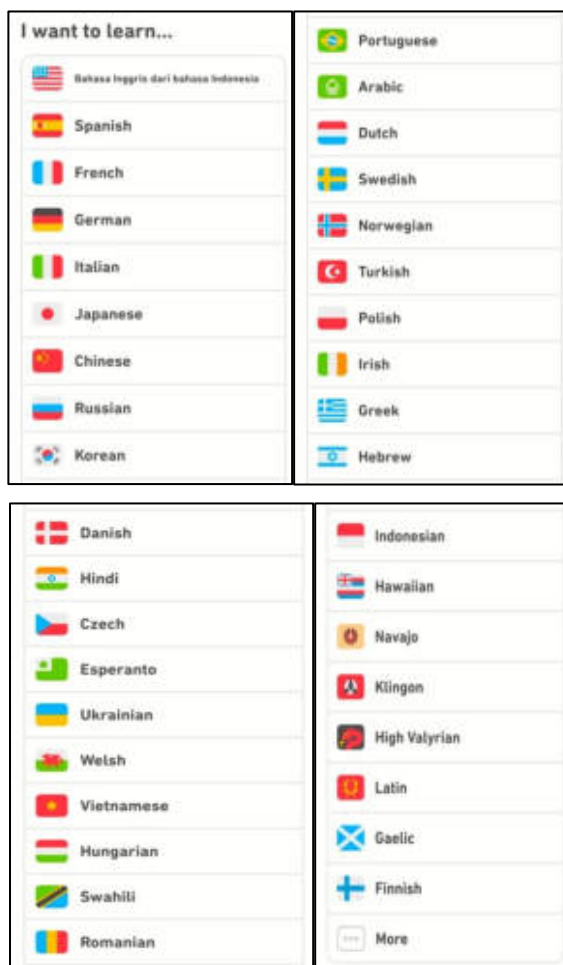 I want to learn...
Bahasa Inggris dari bahasa Indonesia
Spanish
French
German
Italian
Japanese
Chinese
Russian
Korean
Portuguese
Arabic
Dutch
Swedish
Norwegian
Turkish
Polish
Irish
Greek
Hebrew
Danish
Hindi
Czech
Esperanto
Ukrainian
Welsh
Vietnamese
Hungarian
Swahili
Romanian
Indonesian
Hawaiian
Navajo
Klingon
High Valyrian
Latin
Gaelic
Finnish
More